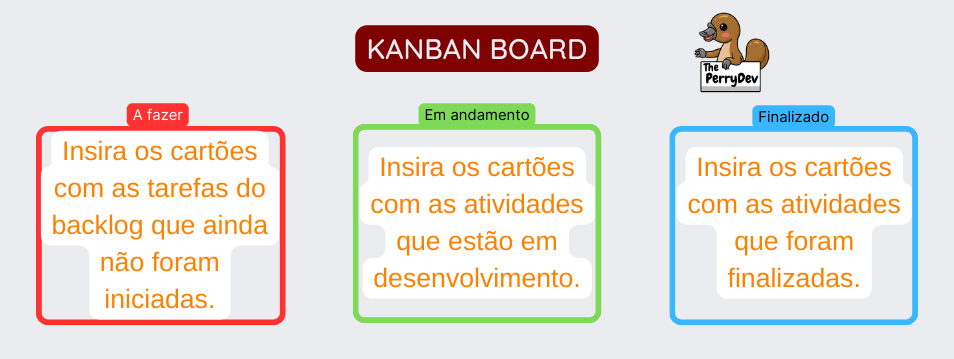 KANBAN BOARD
The
PerryDev
A fazer
Insira os cartões
com as tarefas do
backlog que ainda
não foram
iniciadas.
Em andamento
Insira os cartões
com as atividades
que estão em
desenvolvimento.
Finalizado
Insira os cartões
com as atividades
que foram
finalizadas.